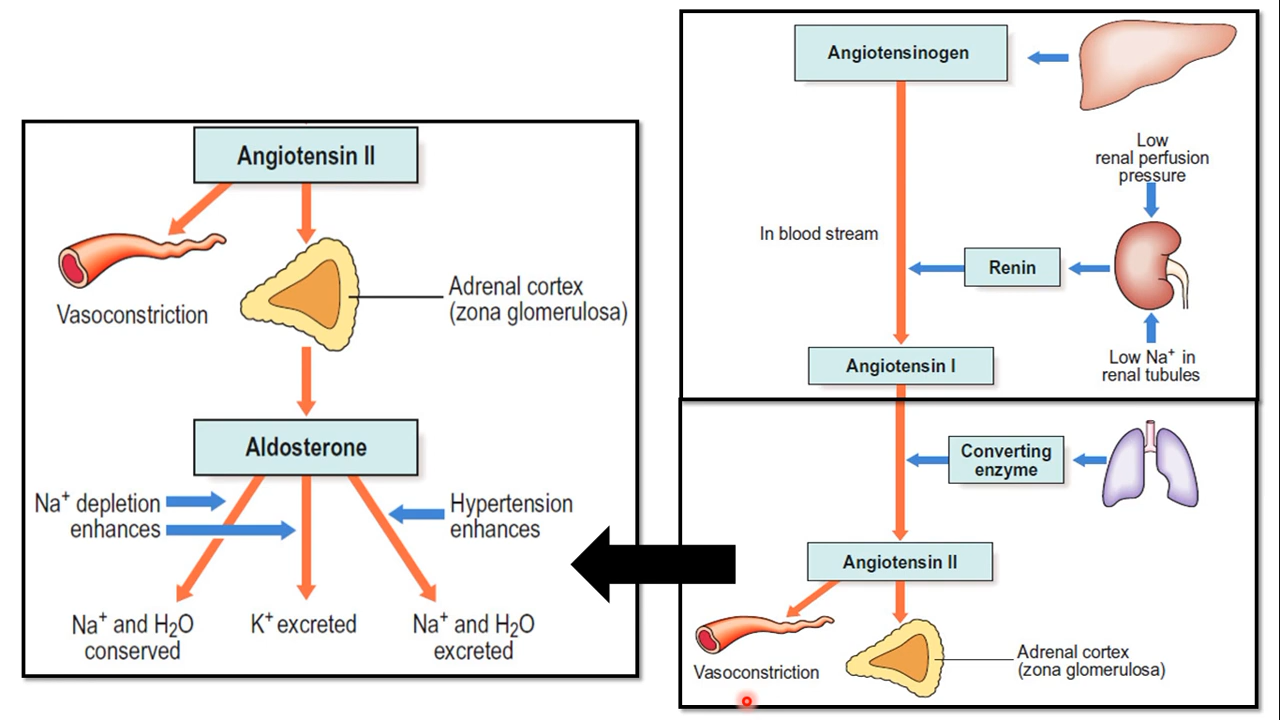 Angiotensin II
Vasoconstriction
Adrenal cortex
(zona glomerulosa)
Aldosterone
Na⁺ depletion
enhances
Hypertension
enhances
Na⁺ and H₂O
conserved
K⁺ excreted
Na⁺ and H₂O
excreted
Angiotensinogen
Low
renal perfusion
pressure
In blood stream
Renin
Low Na⁺ in
renal tubules
Angiotensin I
Converting
enzyme
Angiotensin II
Vasoconstriction
Adrenal cortex
(zona glomerulosa)